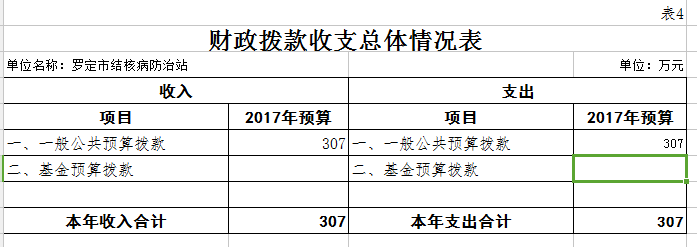 表4
财政拨款收支总体情况表
单位名称：罗定市结核病防治站 单位：万元
收入 支出
项目 2017年预算 项目 2017年预算
一、一般公共预算拨款 307 一、一般公共预算拨款 307
二、基金预算拨款 二、基金预算拨款
本年收入合计 307 本年支出合计 307